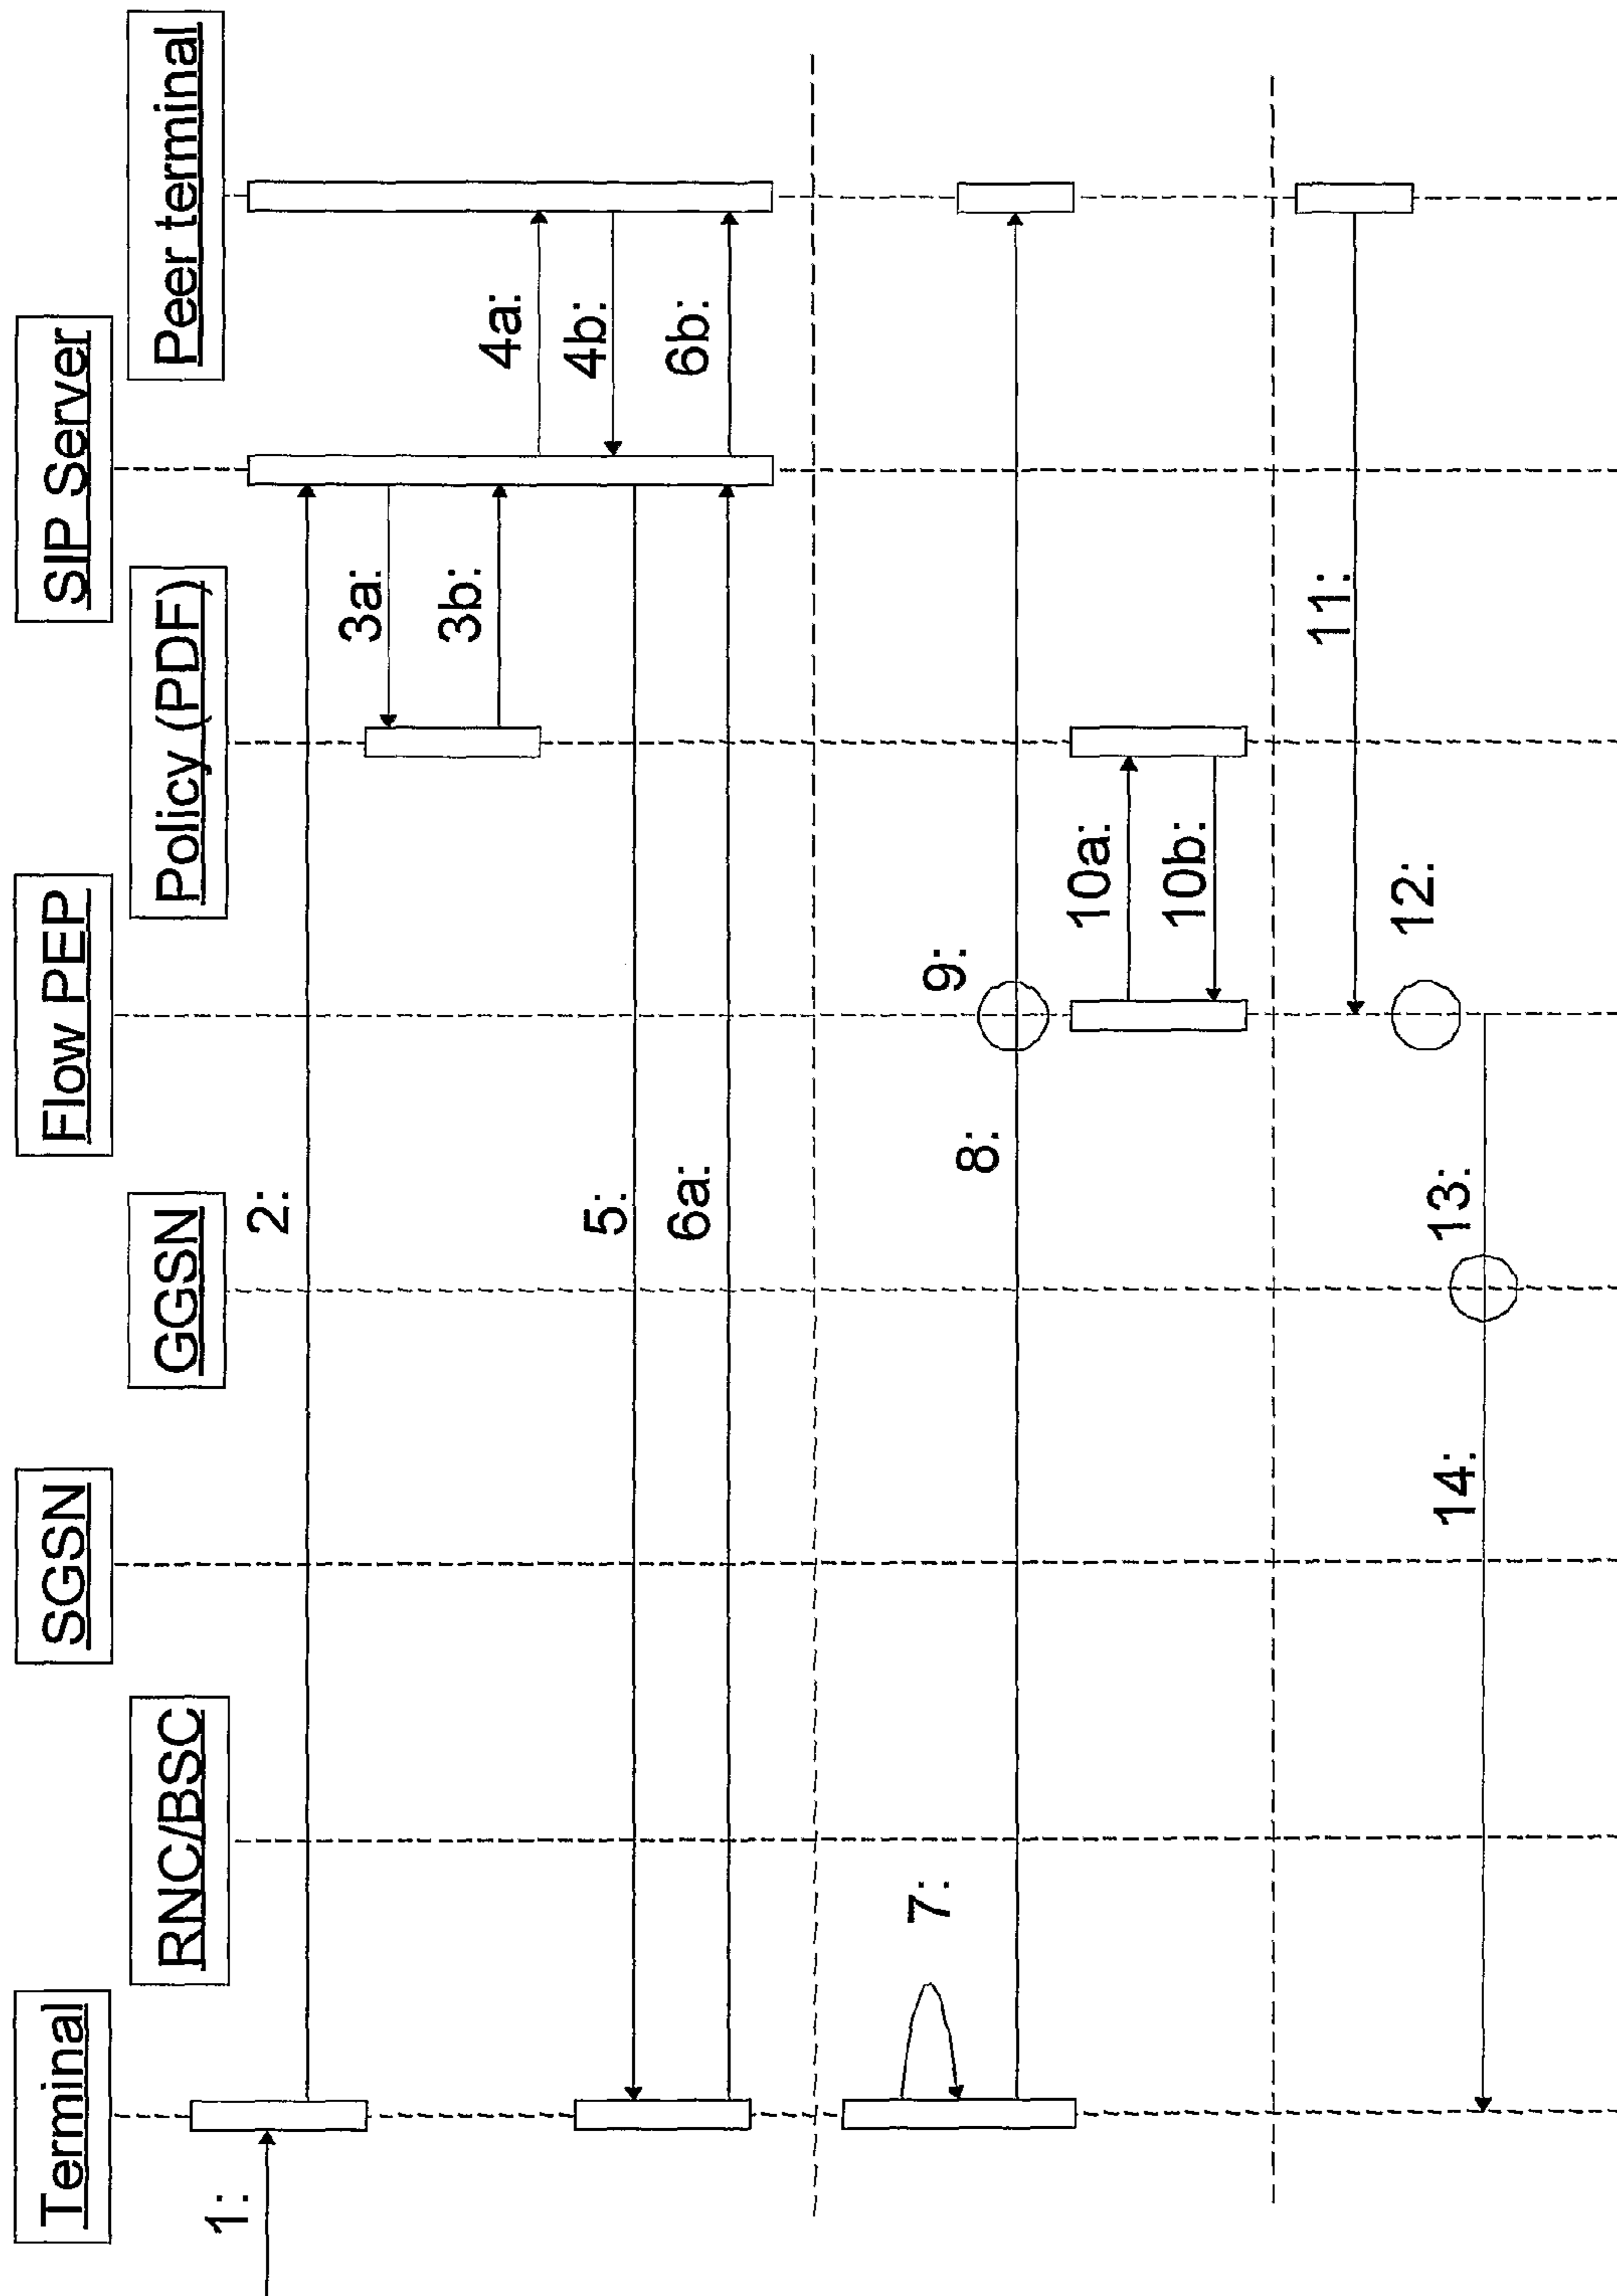 Terminal
RNC/BSC
SGSN
GGSN
Flow PEP
Policy (PDF)
SIP Server
Peer terminal
1:
2:
3a:
3b:
4a:
4b:
5:
6a:
6b:
7:
8:
9:
10a:
10b:
11:
12:
13:
14: